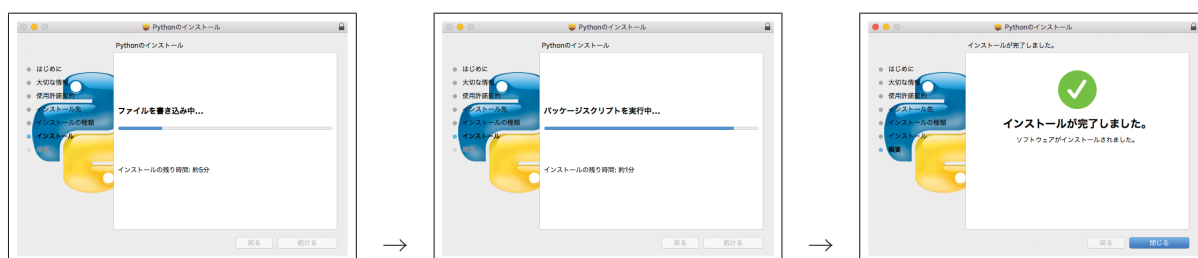 Pythonのインストール
Pythonのインストール
はじめに
大切な情報
使用許諾契約
インストール先
インストールの種類
インストール
概要
ファイルを書き込み中...
インストールの残り時間: 約5分
戻る
続ける
→
Pythonのインストール
Pythonのインストール
はじめに
大切な情報
使用許諾契約
インストール先
インストールの種類
インストール
概要
パッケージスクリプトを実行中...
インストールの残り時間: 約1分
戻る
続ける
→
Pythonのインストール
インストールが完了しました。
はじめに
大切な情報
使用許諾契約
インストール先
インストールの種類
インストール
概要
インストールが完了しました。
ソフトウェアがインストールされました。
戻る
閉じる